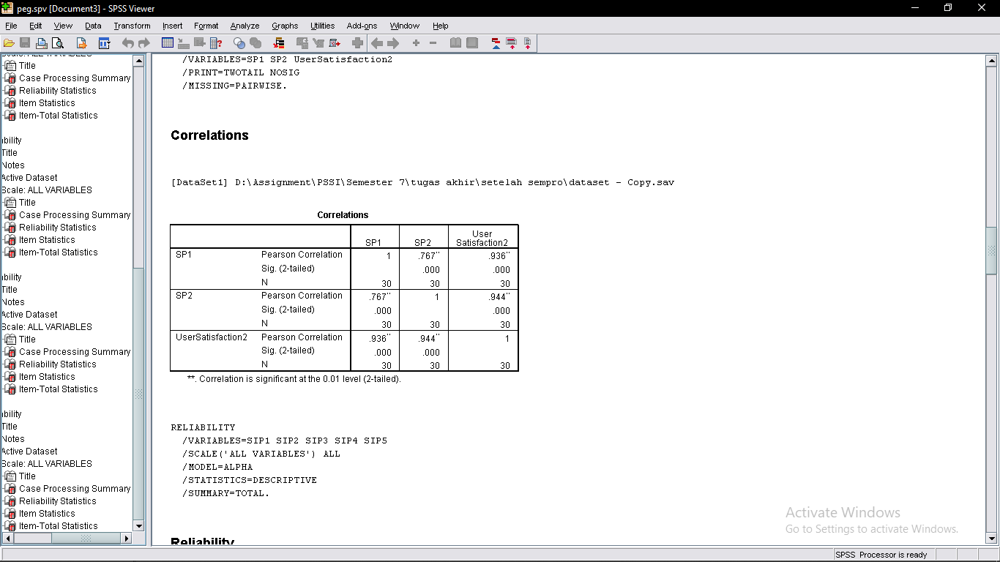 peg.spv [Document3] - SPSS Viewer
File Edit View Data Transform Insert Format Analyze Graphs Utilities Add-ons Window Help
Scale: ALL VARIABLES
Title
Case Processing Summary
Reliability Statistics
Item Statistics
Item-Total Statistics
ability
Title
Notes
Active Dataset
Scale: ALL VARIABLES
Title
Case Processing Summary
Reliability Statistics
Item Statistics
Item-Total Statistics
ability
Title
Notes
Active Dataset
Scale: ALL VARIABLES
Title
Case Processing Summary
Reliability Statistics
Item Statistics
Item-Total Statistics
ability
Title
Notes
Active Dataset
Scale: ALL VARIABLES
Title
Case Processing Summary
Reliability Statistics
Item Statistics
Item-Total Statistics
/VARIABLES=SP1 SP2 UserSatisfaction2
/PRINT=TWOTAIL NOSIG
/MISSING=PAIRWISE.
Correlations
[DataSet1] D:\Assignment\PSSI\Semester 7\tugas akhir\setelah sempro\dataset - Copy.sav
Correlations
SP1 SP2 User Satisfaction2
SP1 Pearson Correlation 1 .767** .936**
Sig. (2-tailed) .000 .000
N 30 30 30
SP2 Pearson Correlation .767** 1 .944**
Sig. (2-tailed) .000 .000
N 30 30 30
UserSatisfaction2 Pearson Correlation .936** .944** 1
Sig. (2-tailed) .000 .000
N 30 30 30
**. Correlation is significant at the 0.01 level (2-tailed).
RELIABILITY
/VARIABLES=SIP1 SIP2 SIP3 SIP4 SIP5
/SCALE('ALL VARIABLES') ALL
/MODEL=ALPHA
/STATISTICS=DESCRIPTIVE
/SUMMARY=TOTAL.
Reliability
Activate Windows
Go to Settings to activate Windows.
SPSS Processor is ready